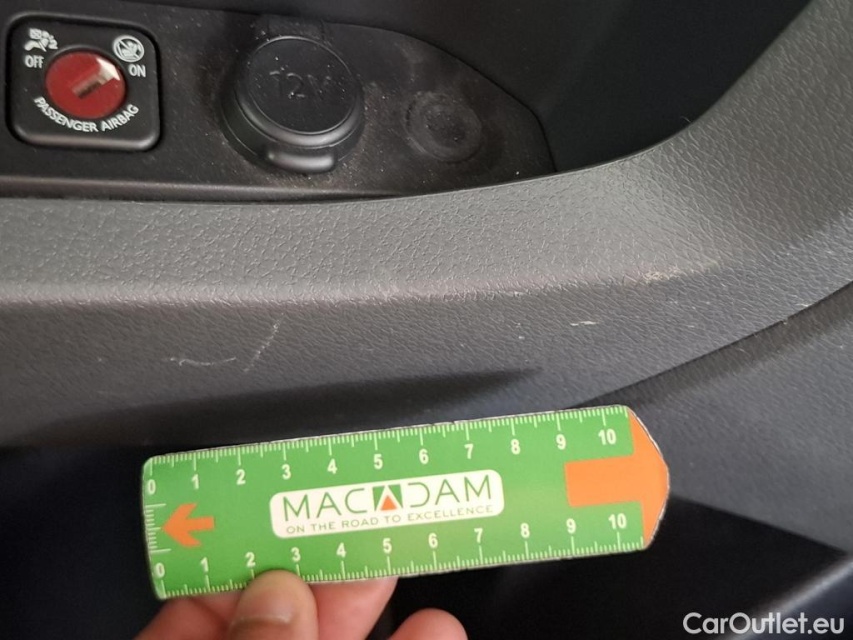 OFF
ON
PASSENGER AIRBAG
12V
0 1 2 3 4 5 6 7 8 9 10
MACADAM
ON THE ROAD TO EXCELLENCE
0 1 2 3 4 5 6 7 8 9 10
CarOutlet.eu